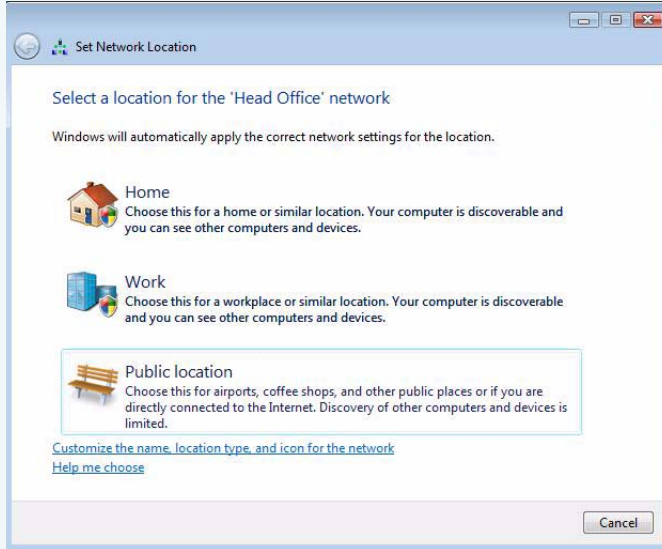 Set Network Location
Select a location for the 'Head Office' network
Windows will automatically apply the correct network settings for the location.
Home
Choose this for a home or similar location. Your computer is discoverable and
you can see other computers and devices.
Work
Choose this for a workplace or similar location. Your computer is discoverable
and you can see other computers and devices.
Public location
Choose this for airports, coffee shops, and other public places or if you are
directly connected to the Internet. Discovery of other computers and devices is
limited.
Customize the name, location type, and icon for the network
Help me choose
Cancel